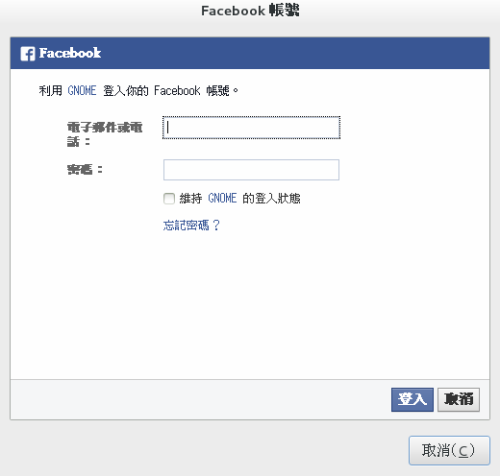 Facebook 帳號
Facebook
利用 GNOME 登入你的 Facebook 帳號。
電子郵件或電
話：
密碼：
維持 GNOME 的登入狀態
忘記密碼？
登入 取消
取消(C)